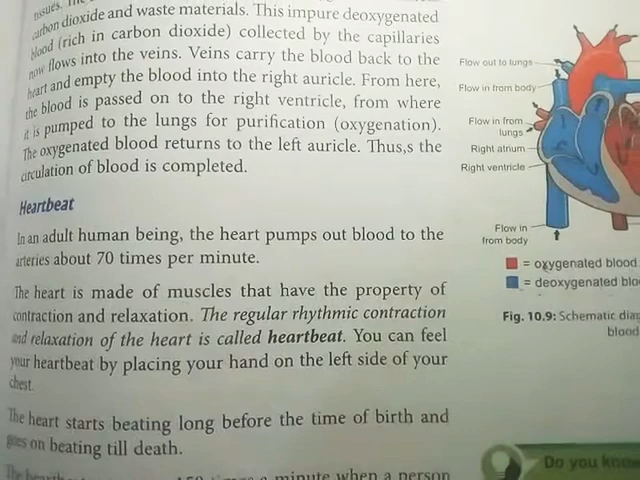 tissues. The
carbon dioxide and waste materials. This impure deoxygenated
blood (rich in carbon dioxide) collected by the capillaries
now flows into the veins. Veins carry the blood back to the
heart and empty the blood into the right auricle. From here,
the blood is passed on to the right ventricle, from where
it is pumped to the lungs for purification (oxygenation).
The oxygenated blood returns to the left auricle. Thus,s the
circulation of blood is completed.
Heartbeat
In an adult human being, the heart pumps out blood to the
arteries about 70 times per minute.
The heart is made of muscles that have the property of
contraction and relaxation. The regular rhythmic contraction
and relaxation of the heart is called heartbeat. You can feel
your heartbeat by placing your hand on the left side of your
chest.
The heart starts beating long before the time of birth and
goes on beating till death.
a minute when a person
Flow out to lungs
Flow in from body
Flow in from
lungs
Right atrium
Right ventricle
Flow in
from body
= oxygenated blood
= deoxygenated
Fig. 10.9: Schematic
blood
Do you know